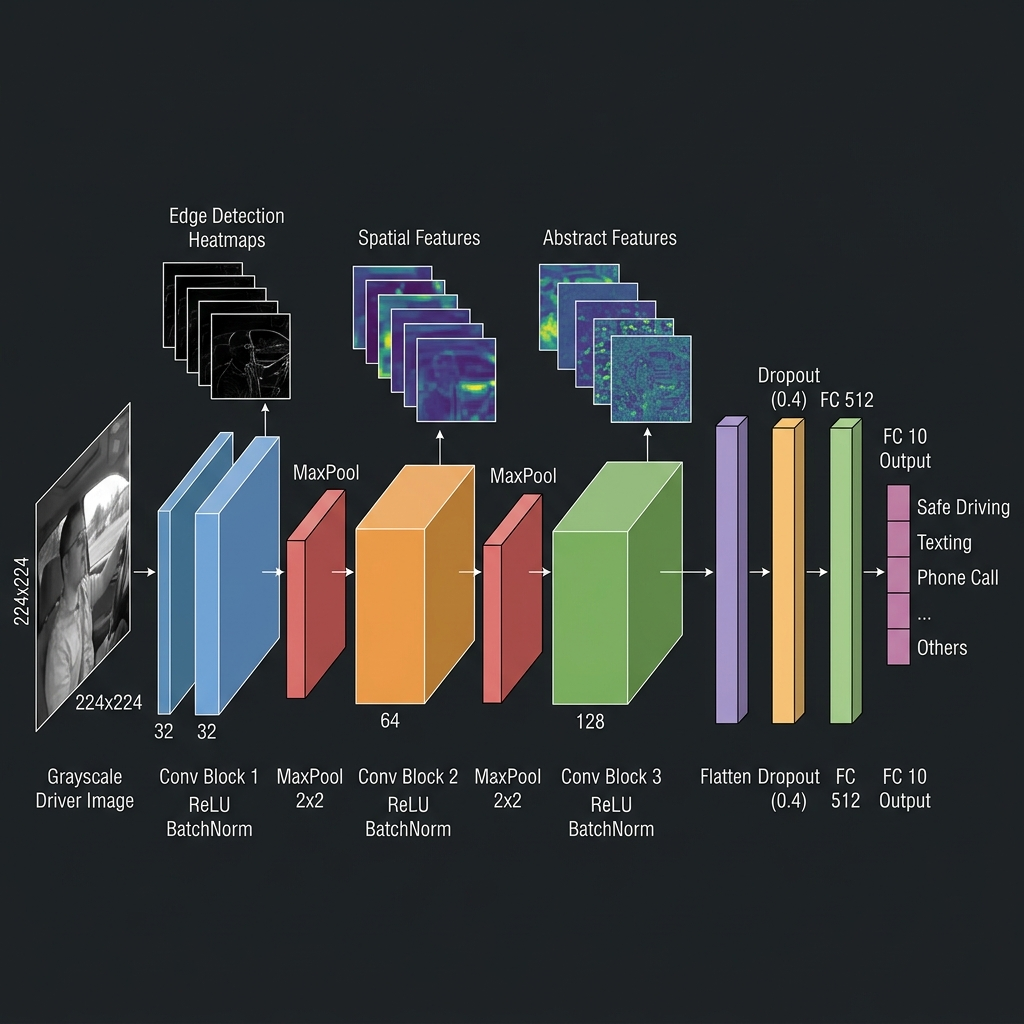 Edge Detection
Heatmaps
Spatial Features
Abstract Features
Dropout
(0.4)
FC 512
FC 10
Output
MaxPool
MaxPool
Safe Driving
Texting
Phone Call
...
Others
224x224
224x224
32
32
64
128
Grayscale
Driver Image
Conv Block 1
ReLU
BatchNorm
MaxPool
2x2
Conv Block 2
ReLU
BatchNorm
MaxPool
2x2
Conv Block 3
ReLU
BatchNorm
Flatten
Dropout
(0.4)
FC
512
FC 10
Output